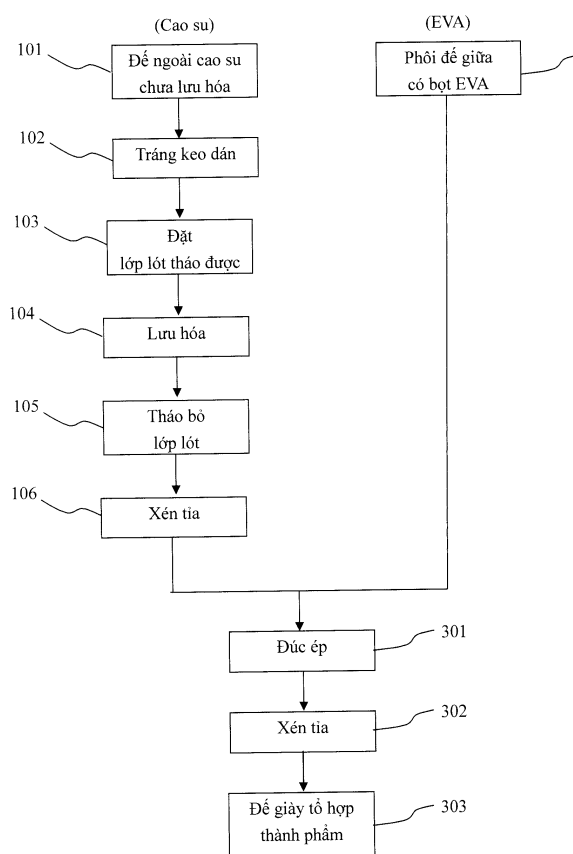 (Cao su)
(EVA)
101
Đế ngoài cao su
chưa lưu hóa
Phôi đế giữa
có bọt EVA
102
Tráng keo dán
103
Đặt
lớp lót tháo được
104
Lưu hóa
105
Tháo bỏ
lớp lót
106
Xén tỉa
301
Đúc ép
302
Xén tỉa
303
Đế giày tổ hợp
thành phẩm